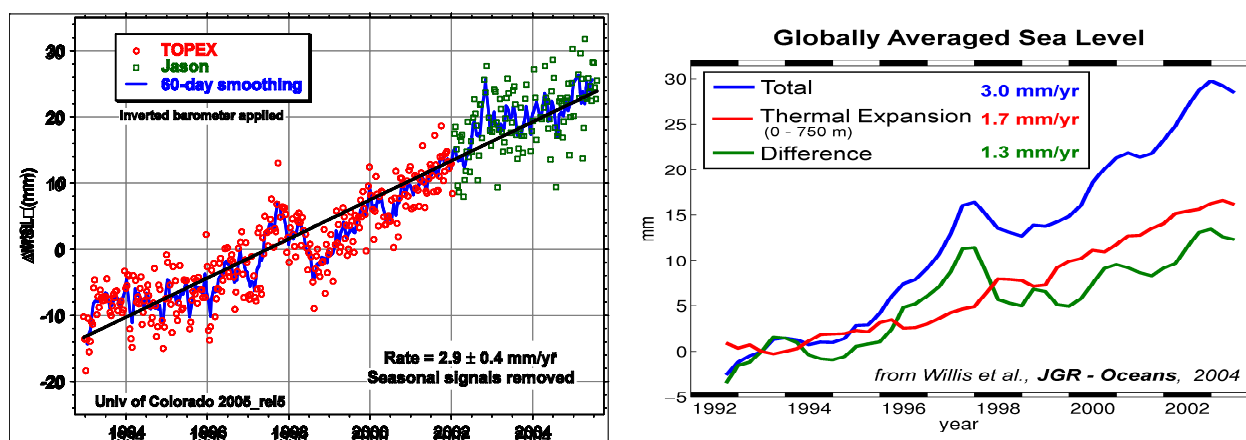 30
20
10
0
-10
-20
TOPEX
Jason
60-day smoothing
Inverted barometer applied
Rate = 2.9 ± 0.4 mm/yr
Seasonal signals removed
Univ of Colorado 2005_rel5
1994 1996 1998 2000 2002 2004
Globally Averaged Sea Level
30
25
20
15
10
5
0
−5
mm
Total 3.0 mm/yr
Thermal Expansion 1.7 mm/yr
(0 - 750 m)
Difference 1.3 mm/yr
from Willis et al., JGR - Oceans, 2004
1992 1994 1996 1998 2000 2002
year